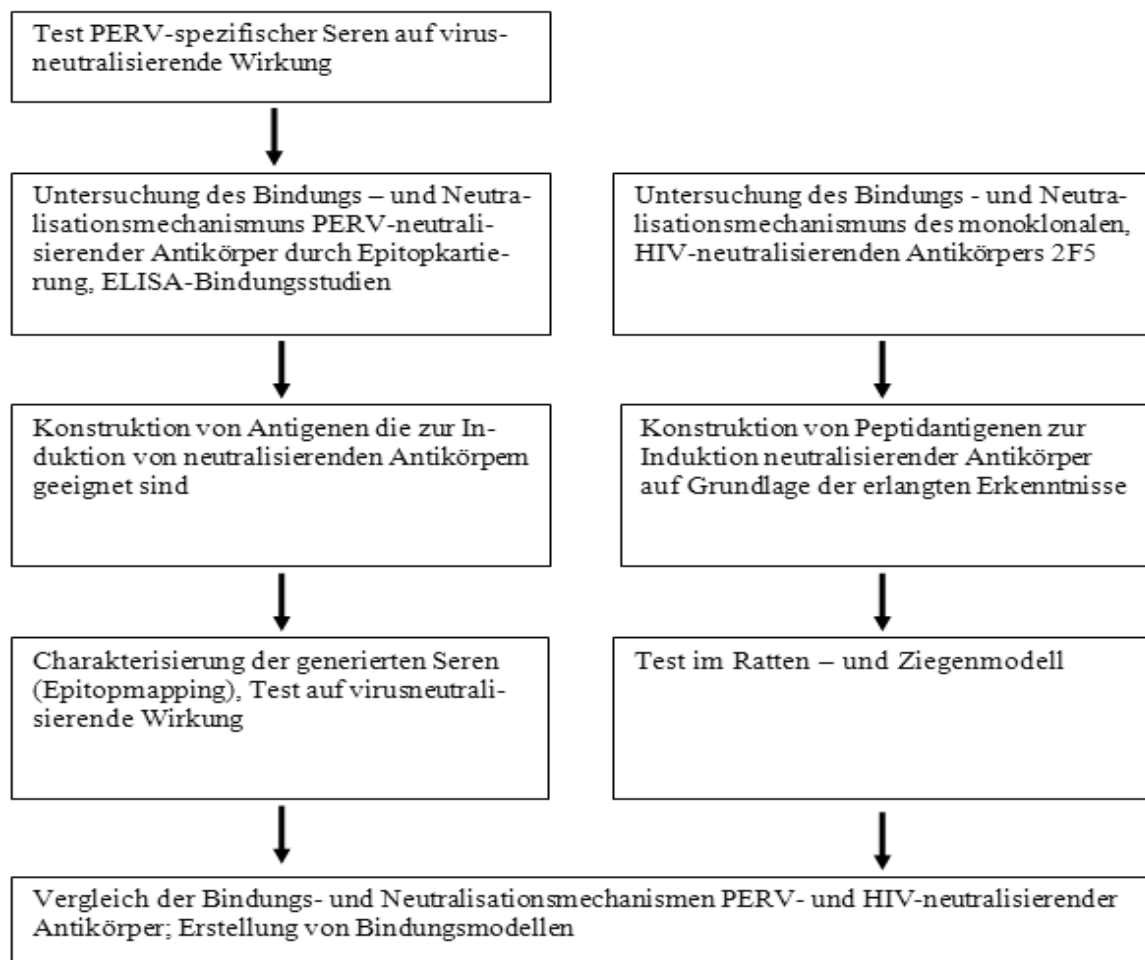 Test PERV-spezifischer Seren auf virus-
neutralisierende Wirkung
Untersuchung des Bindungs – und Neutra-
lisationsmechanismuns PERV-neutrali-
sierender Antikörper durch Epitopkartie-
rung, ELISA-Bindungsstudien
Untersuchung des Bindungs - und Neutra-
lisationsmechanismuns des monoklonalen,
HIV-neutralisierenden Antikörpers 2F5
Konstruktion von Antigenen die zur In-
duktion von neutralisierenden Antikörpern
geeignet sind
Konstruktion von Peptidantigenen zur
Induktion neutralisierender Antikörper
auf Grundlage der erlangten Erkenntnisse
Charakterisierung der generierten Seren
(Epitopmapping), Test auf virusneutrali-
sierende Wirkung
Test im Ratten – und Ziegenmodell
Vergleich der Bindungs- und Neutralisationsmechanismen PERV- und HIV-neutralisierender
Antikörper; Erstellung von Bindungsmodellen